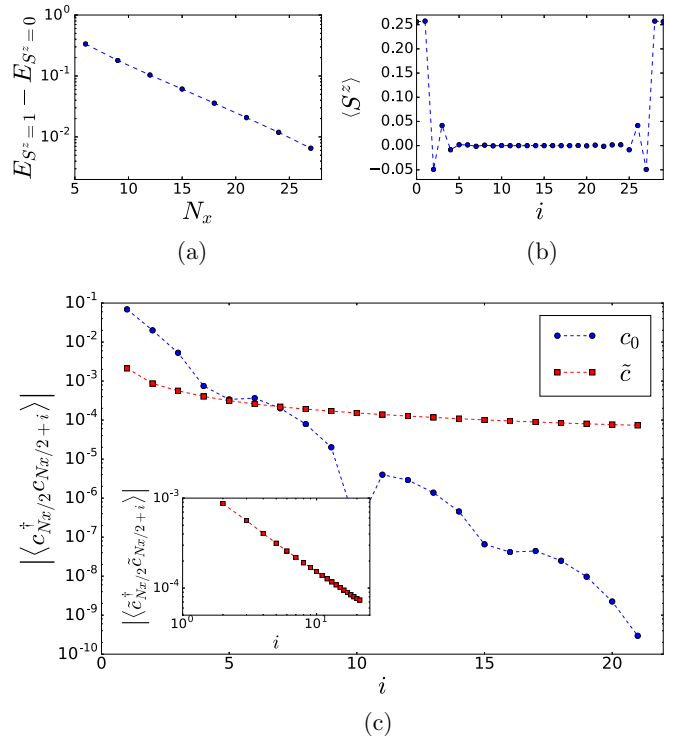 E_{S^z=1} − E_{S^z=0}
10^0
10^{-1}
10^{-2}
5 10 15 20 25
N_x
(a)
⟨S^z⟩
0.25
0.20
0.15
0.10
0.05
0.00
−0.05
0 5 10 15 20 25
i
(b)
|⟨c^†_{Nx/2} c_{Nx/2+i}⟩|
10^{-1}
10^{-2}
10^{-3}
10^{-4}
10^{-5}
10^{-6}
10^{-7}
10^{-8}
10^{-9}
10^{-10}
c_0
c̃
|⟨c̃^†_{Nx/2} c̃_{Nx/2+i}⟩|
10^{-3}
10^{-4}
10^0 10^1
i
0 5 10 15 20
i
(c)